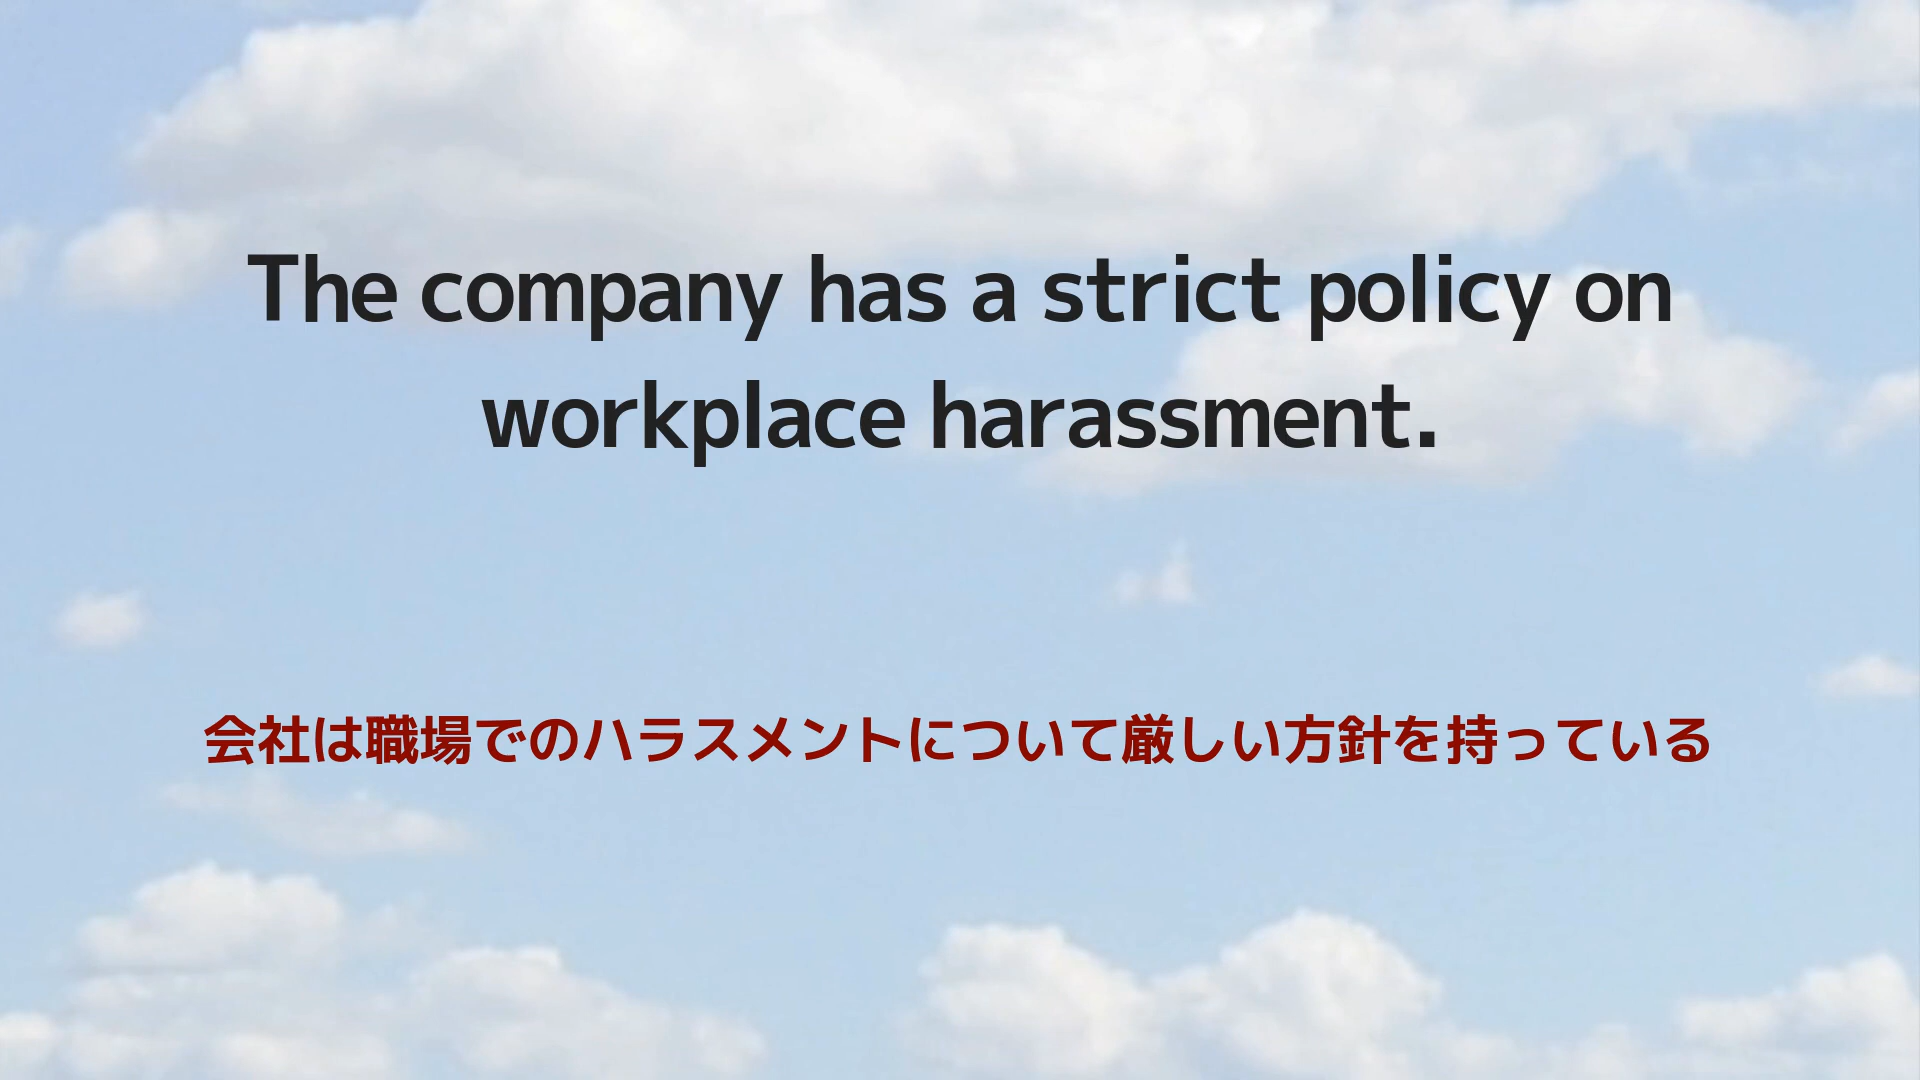 The company has a strict policy on
workplace harassment.
会社は職場でのハラスメントについて厳しい方針を持っている